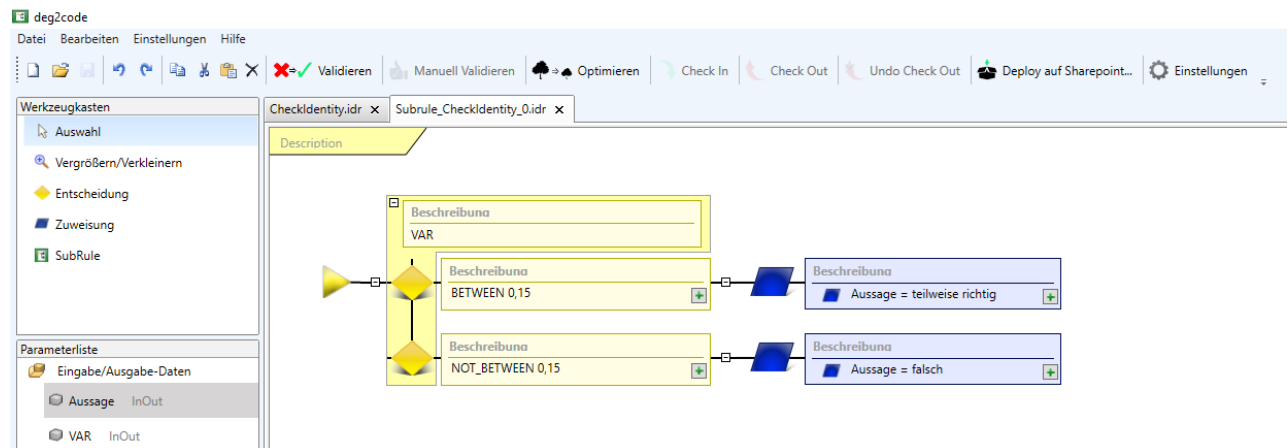 deg2code
Datei Bearbeiten Einstellungen Hilfe
Validieren Manuell Validieren Optimieren Check In Check Out Undo Check Out Deploy auf Sharepoint... Einstellungen
Werkzeugkasten
CheckIdentity.idr × Subrule_CheckIdentity_0.idr ×
Auswahl
Vergrößern/Verkleinern
Entscheidung
Zuweisung
SubRule
Description
Beschreibung
VAR
Beschreibung
BETWEEN 0,15
Beschreibung
Aussage = teilweise richtig
Beschreibung
NOT_BETWEEN 0,15
Beschreibung
Aussage = falsch
Parameterliste
Eingabe/Ausgabe-Daten
Aussage InOut
VAR InOut